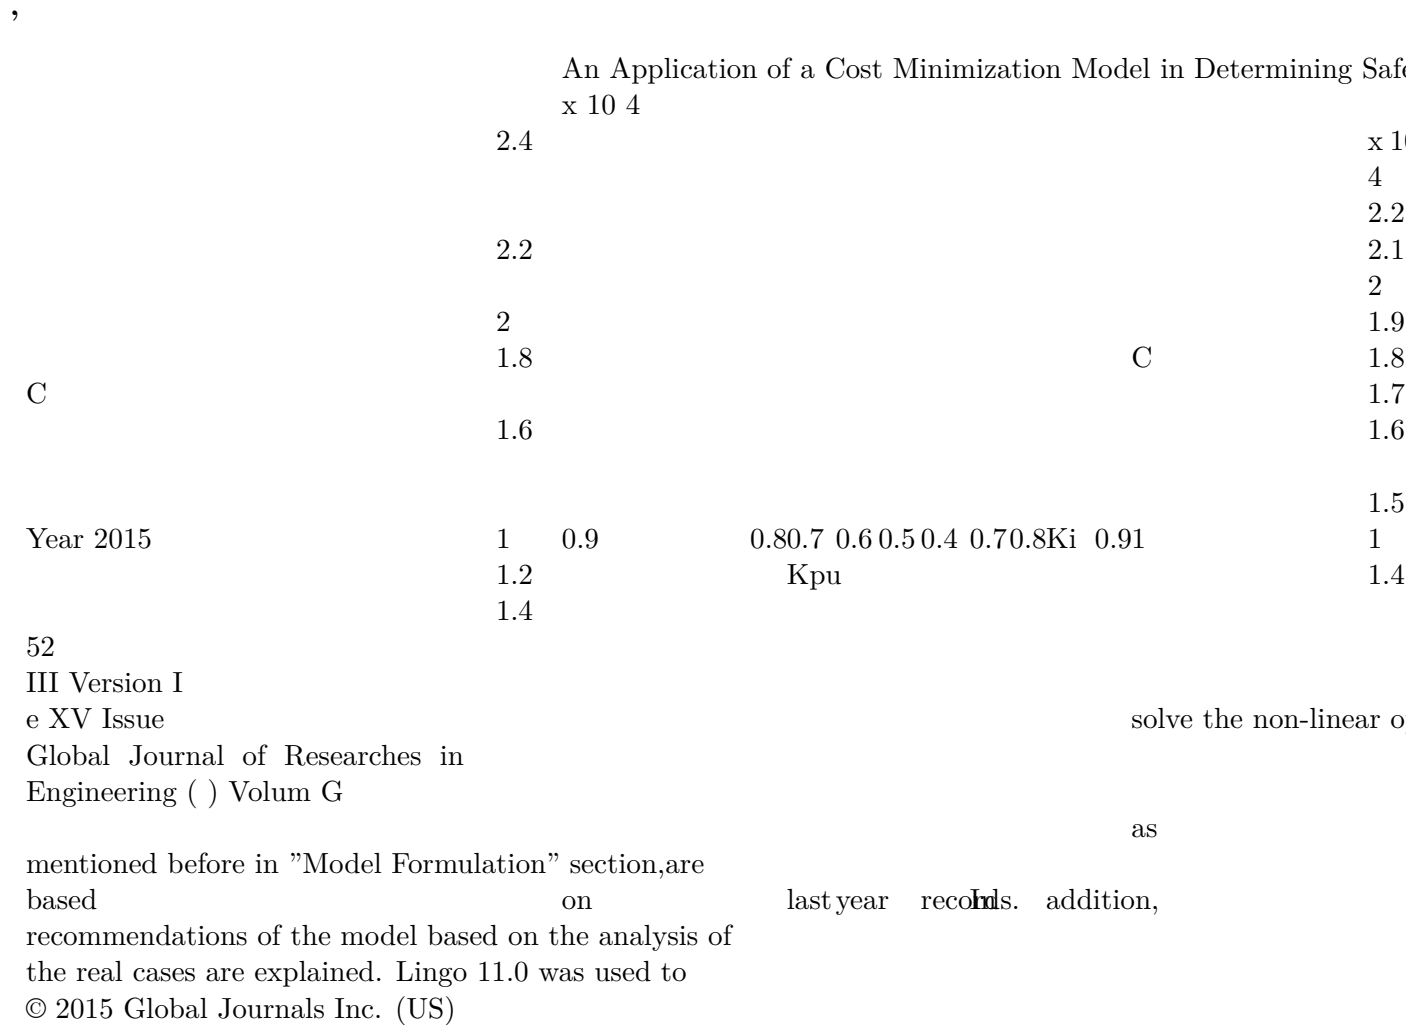 ,
An Application of a Cost Minimization Model in Determining
x 10 4
2.4 x
4
2.2
2.2 2.1
2
2 1.9
1.8 C 1.8
C 1.7
1.6 1.6
1.5
Year 2015 1 0.9 0.80.7 0.6 0.5 0.4 0.70.8Ki 0.91 1
1.2 Kpu 1.4
1.4
52
III Version I
e XV Issue solve the non-linear
Global Journal of Researches in
Engineering ( ) Volum G
as
mentioned before in ”Model Formulation” section,are
based on last year records. In addition,
recommendations of the model based on the analysis of
the real cases are explained. Lingo 11.0 was used to
© 2015 Global Journals Inc. (US)